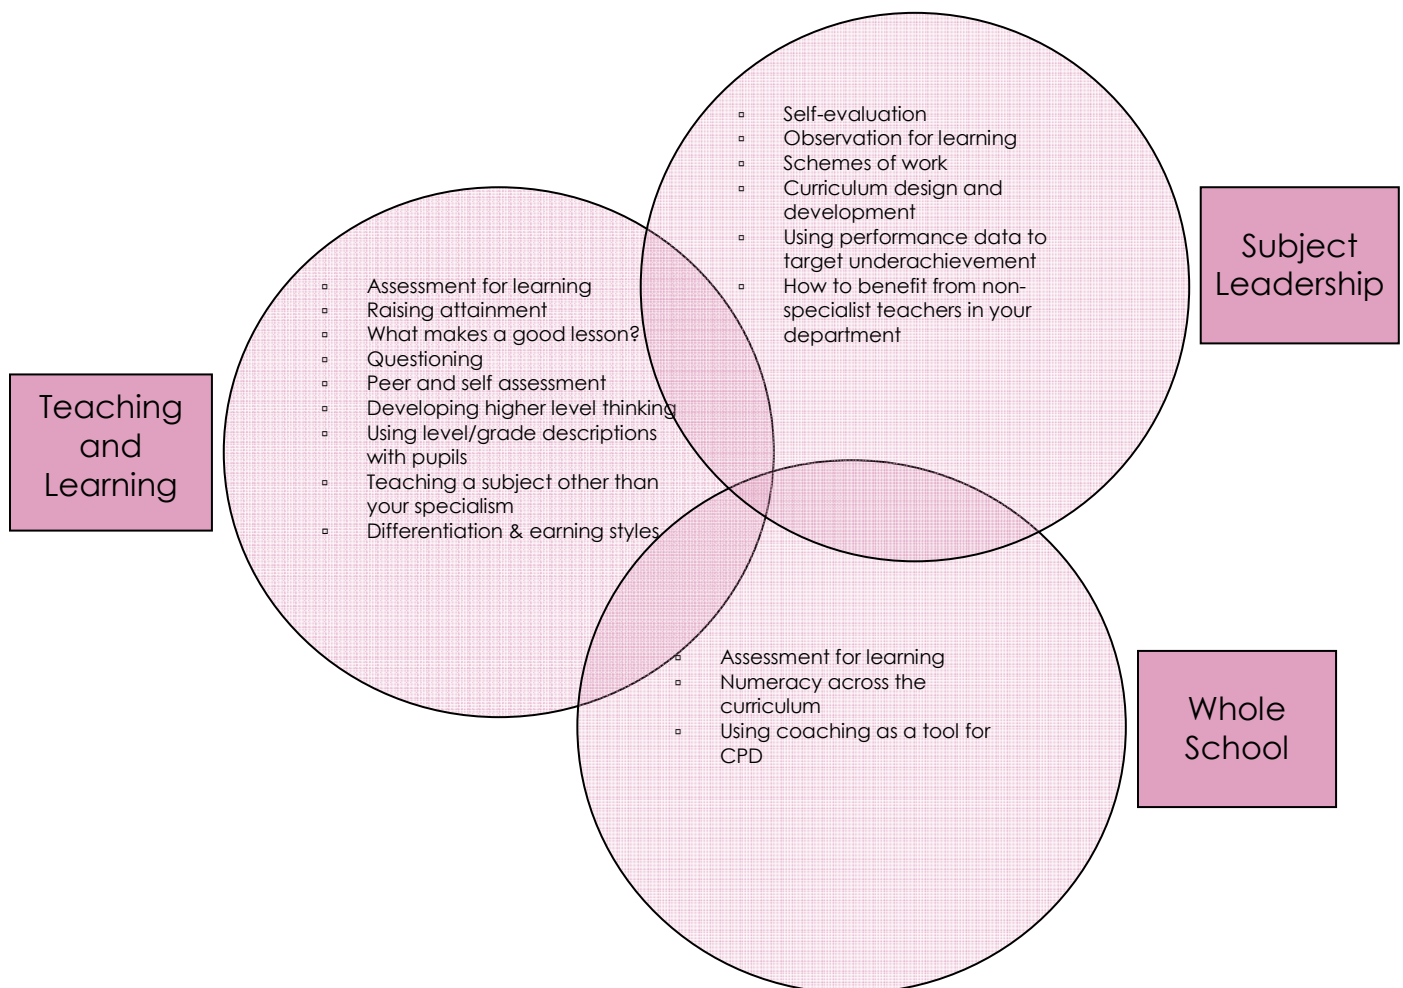 Teaching
and
Learning
▫ Assessment for learning
▫ Raising attainment
▫ What makes a good lesson?
▫ Questioning
▫ Peer and self assessment
▫ Developing higher level thinking
▫ Using level/grade descriptions
with pupils
▫ Teaching a subject other than
your specialism
▫ Differentiation & earning styles
▫ Self-evaluation
▫ Observation for learning
▫ Schemes of work
▫ Curriculum design and
development
▫ Using performance data to
target underachievement
▫ How to benefit from non-
specialist teachers in your
department
Subject
Leadership
▫ Assessment for learning
▫ Numeracy across the
curriculum
▫ Using coaching as a tool for
CPD
Whole
School